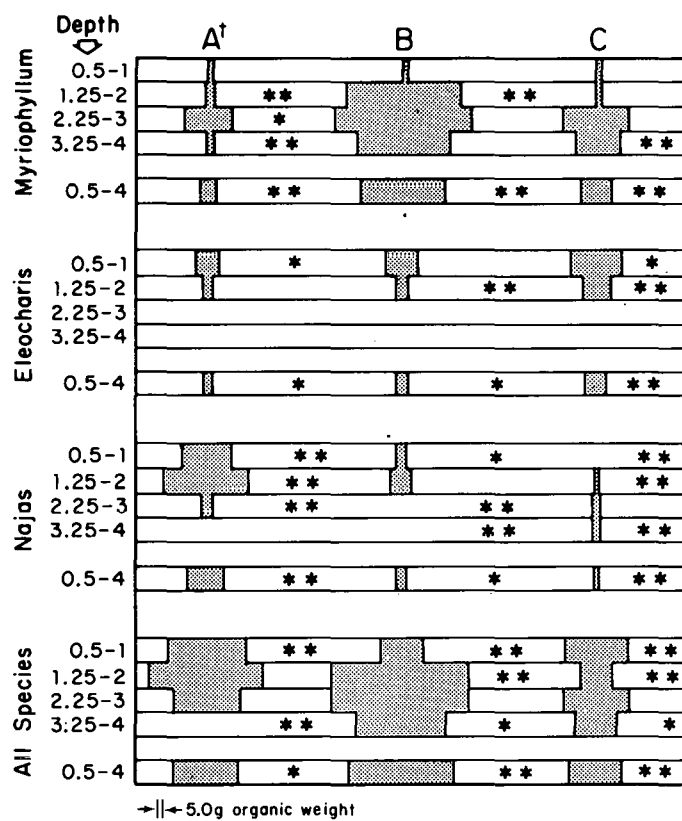 Depth
A† B C
Myriophyllum
0.5-1
1.25-2 ** **
2.25-3 *
3.25-4 ** **
0.5-4 ** ** **
Eleocharis
0.5-1 * *
1.25-2 ** **
2.25-3
3.25-4
0.5-4 * * **
Najas
0.5-1 ** * **
1.25-2 ** **
2.25-3 ** **
3.25-4 ** **
0.5-4 ** * **
All Species
0.5-1 ** ** **
1.25-2 ** **
2.25-3
3.25-4 ** * *
0.5-4 * ** **
5.0g organic weight